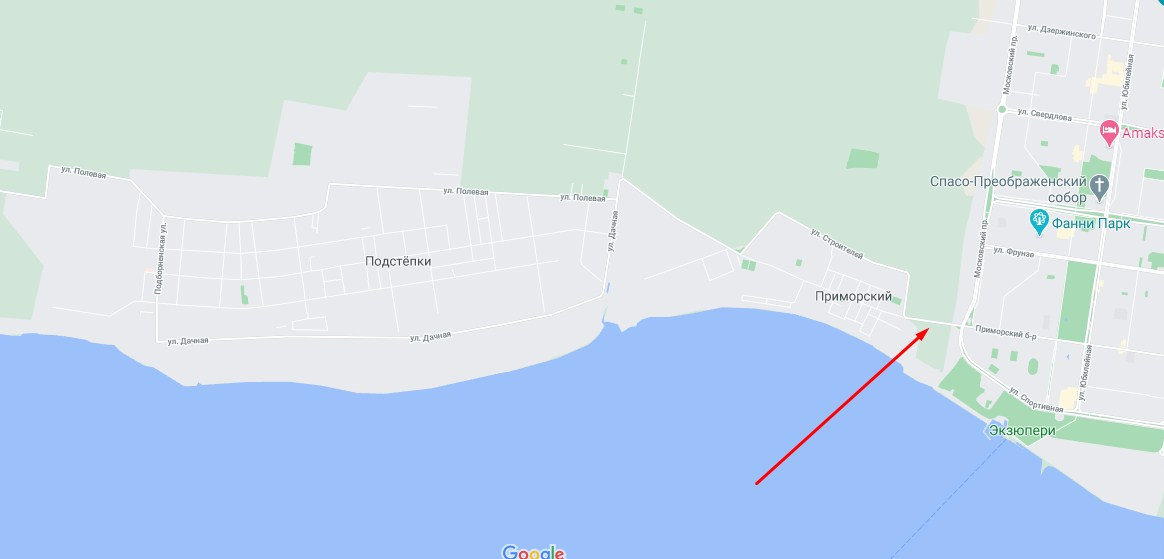 ул. Дзержинского
Московский пр.
ул. Юбилейная
ул. Свердлова
Amaks
ул. Полевая
Спасо-Преображенский
собор
ул. Полевая
ул. Полевая
ул. Дачная
Фанни Парк
Подборненская ул.
ул. Строителей
Московский пр.
ул. Фрунзе
Подстёпки
Приморский
Приморский б-р
ул. Дачная
ул. Дачная
ул. Юбилейная
ул. Спортивная
Экзюпери
Google